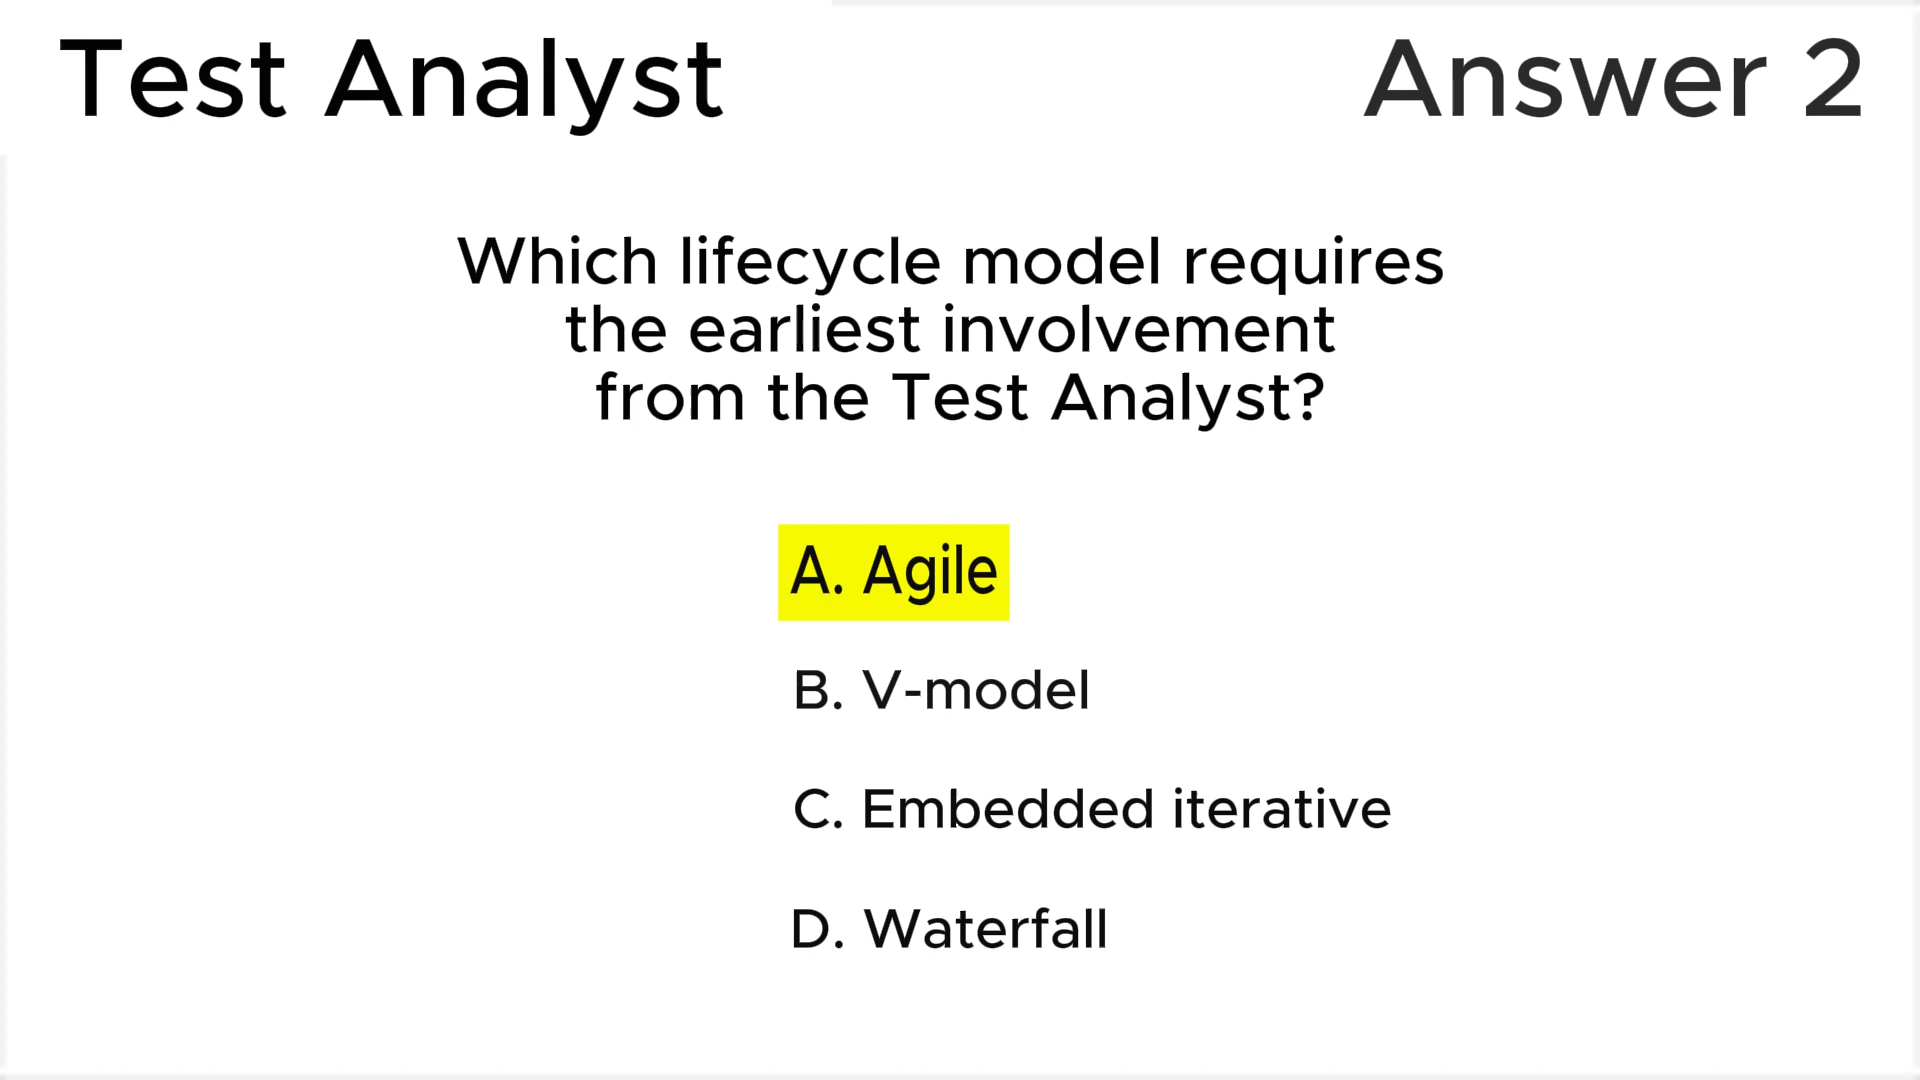 Test Analyst
Answer 2
Which lifecycle model requires
the earliest involvement
from the Test Analyst?
A. Agile
B. V-model
C. Embedded iterative
D. Waterfall